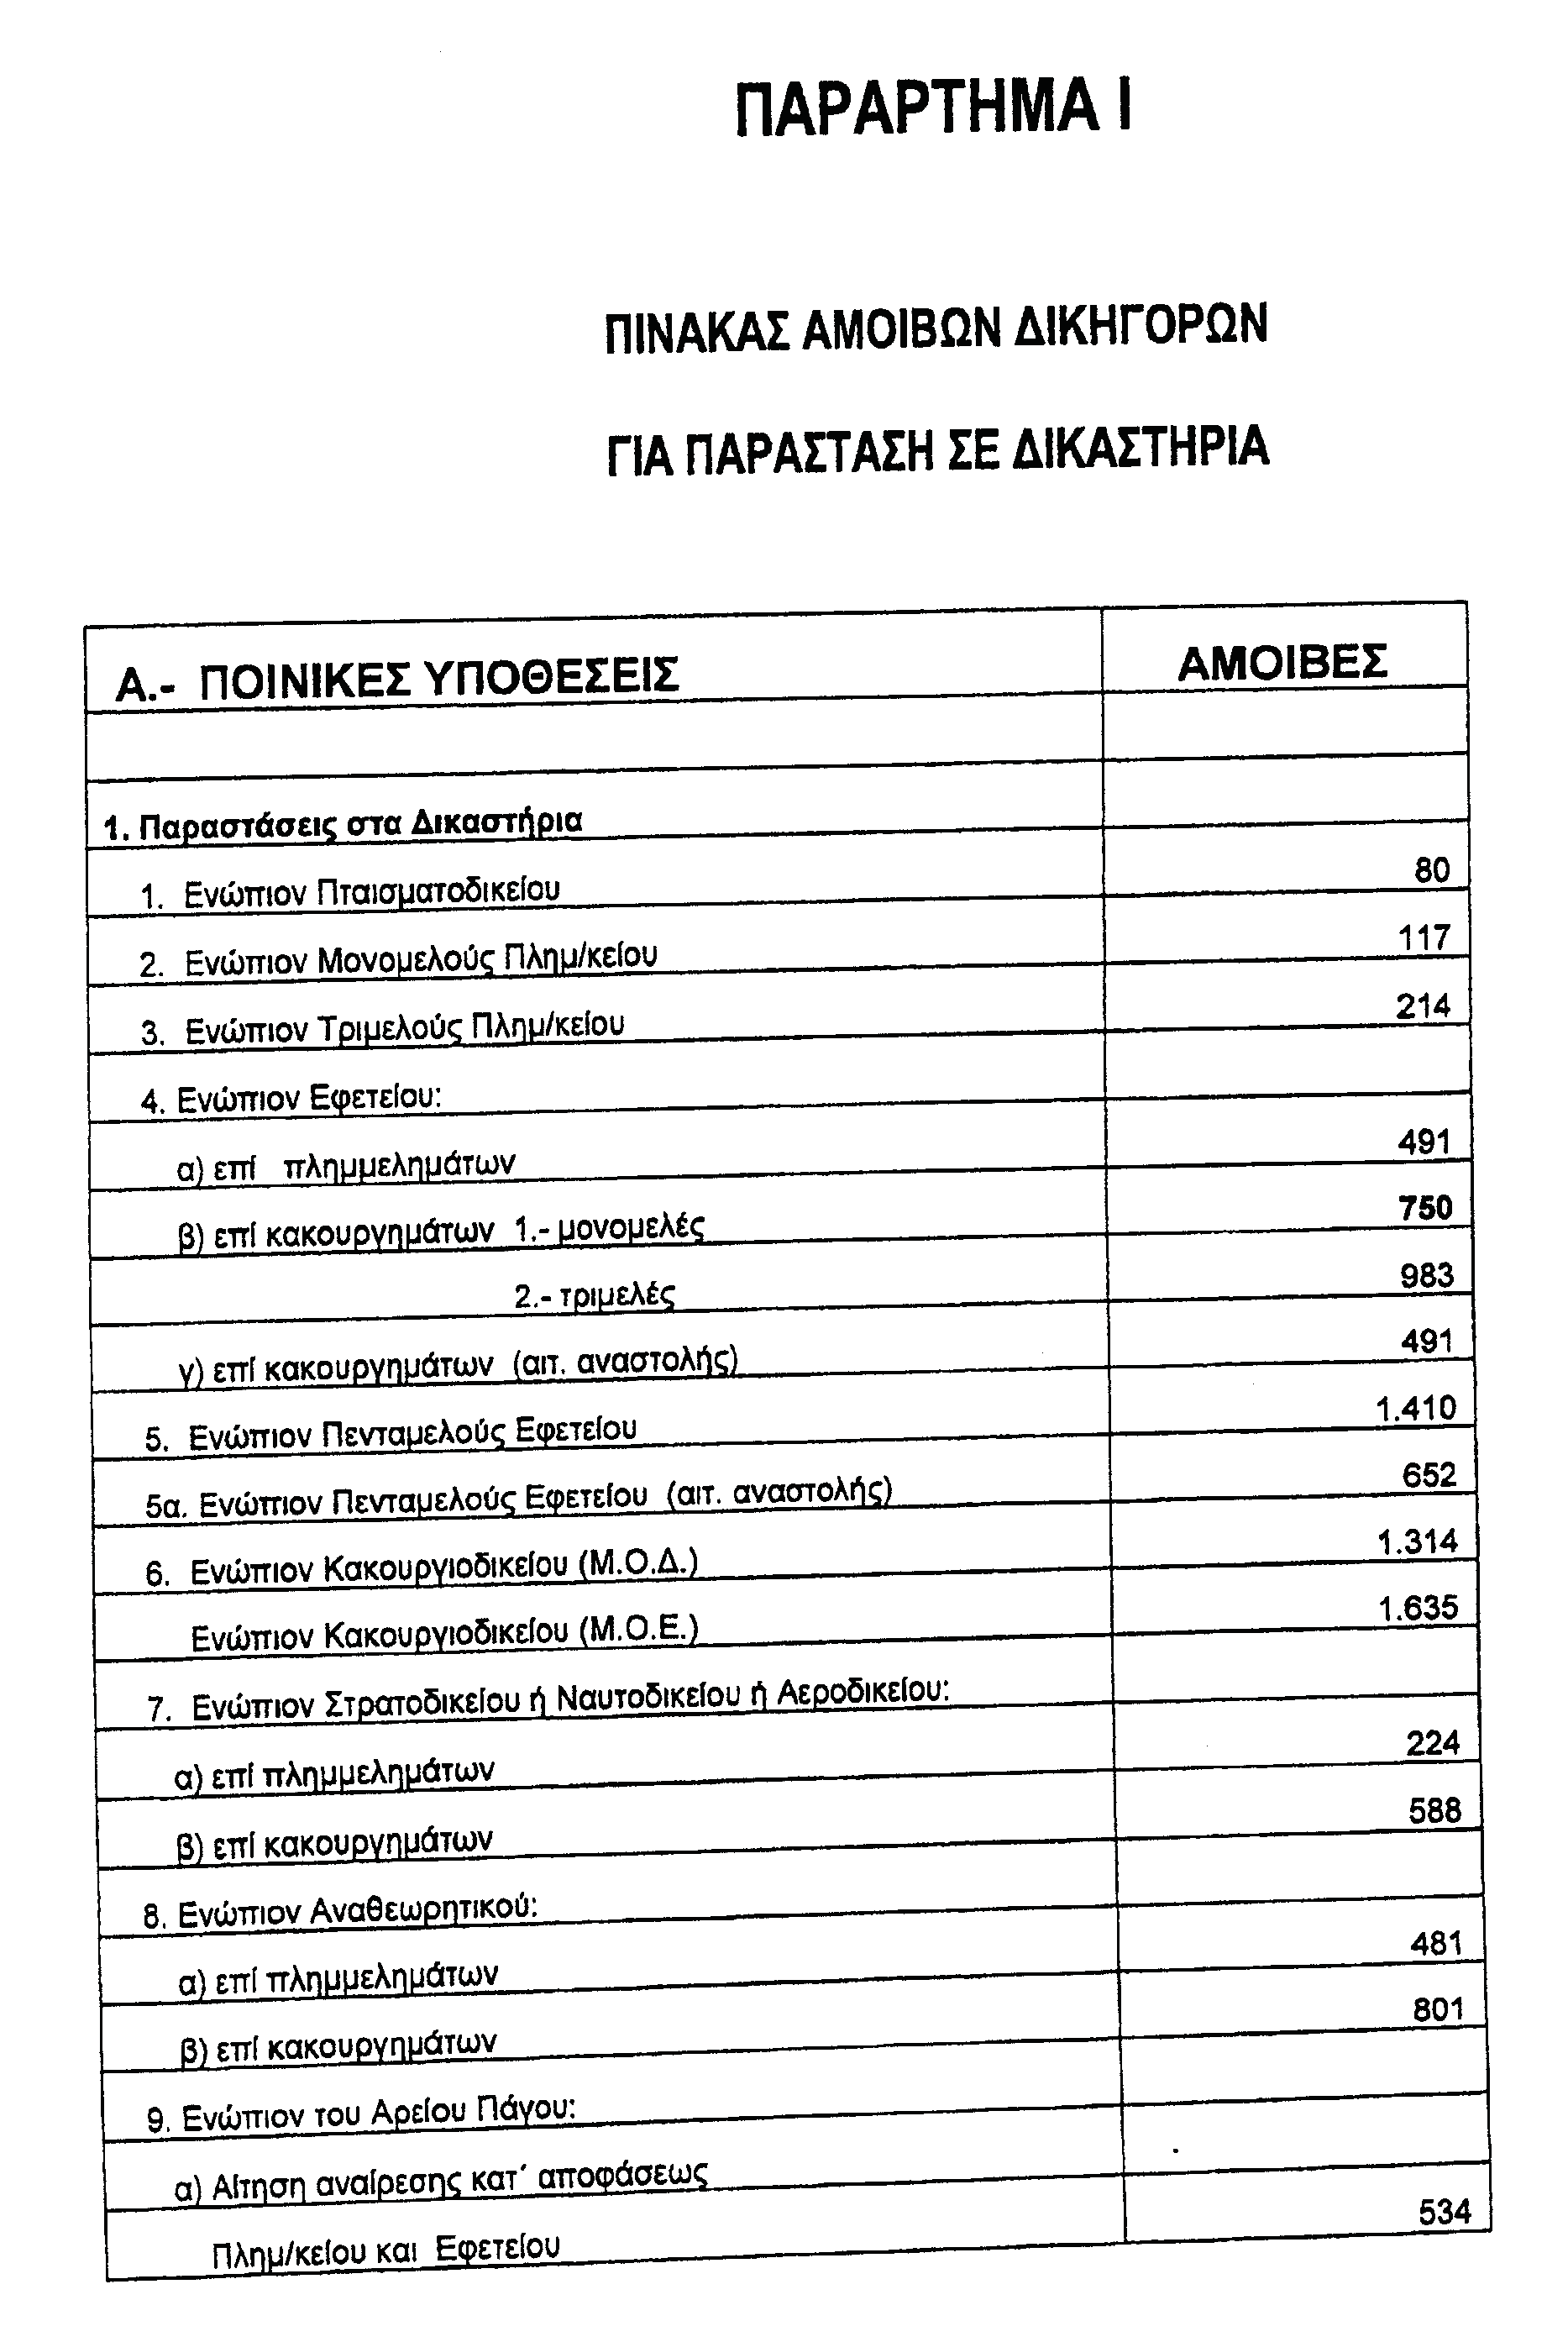 ΠΑΡΑΡΤΗΜΑ Ι
ΠΙΝΑΚΑΣ ΑΜΟΙΒΩΝ ΔΙΚΗΓΟΡΩΝ
ΓΙΑ ΠΑΡΑΣΤΑΣΗ ΣΕ ΔΙΚΑΣΤΗΡΙΑ
Α.- ΠΟΙΝΙΚΕΣ ΥΠΟΘΕΣΕΙΣ ΑΜΟΙΒΕΣ
1. Παραστάσεις στα Δικαστήρια
1. Ενώπιον Πταισματοδικείου 80
2. Ενώπιον Μονομελούς Πλημ/κείου 117
3. Ενώπιον Τριμελούς Πλημ/κείου 214
4. Ενώπιον Εφετείου:
α) επί πλημμελημάτων 491
β) επί κακουργημάτων 1.- μονομελές 750
2.- τριμελές 983
γ) επί κακουργημάτων (αιτ. αναστολής) 491
5. Ενώπιον Πενταμελούς Εφετείου 1.410
5α. Ενώπιον Πενταμελούς Εφετείου (αιτ. αναστολής) 652
6. Ενώπιον Κακουργιοδικείου (Μ.Ο.Δ.) 1.314
Ενώπιον Κακουργιοδικείου (Μ.Ο.Ε.) 1.635
7. Ενώπιον Στρατοδικείου ή Ναυτοδικείου ή Αεροδικείου:
α) επί πλημμελημάτων 224
β) επί κακουργημάτων 588
8. Ενώπιον Αναθεωρητικού:
α) επί πλημμελημάτων 481
β) επί κακουργημάτων 801
9. Ενώπιον του Αρείου Πάγου:
α) Αίτηση αναίρεσης κατ΄ αποφάσεως
Πλημ/κείου και Εφετείου 534